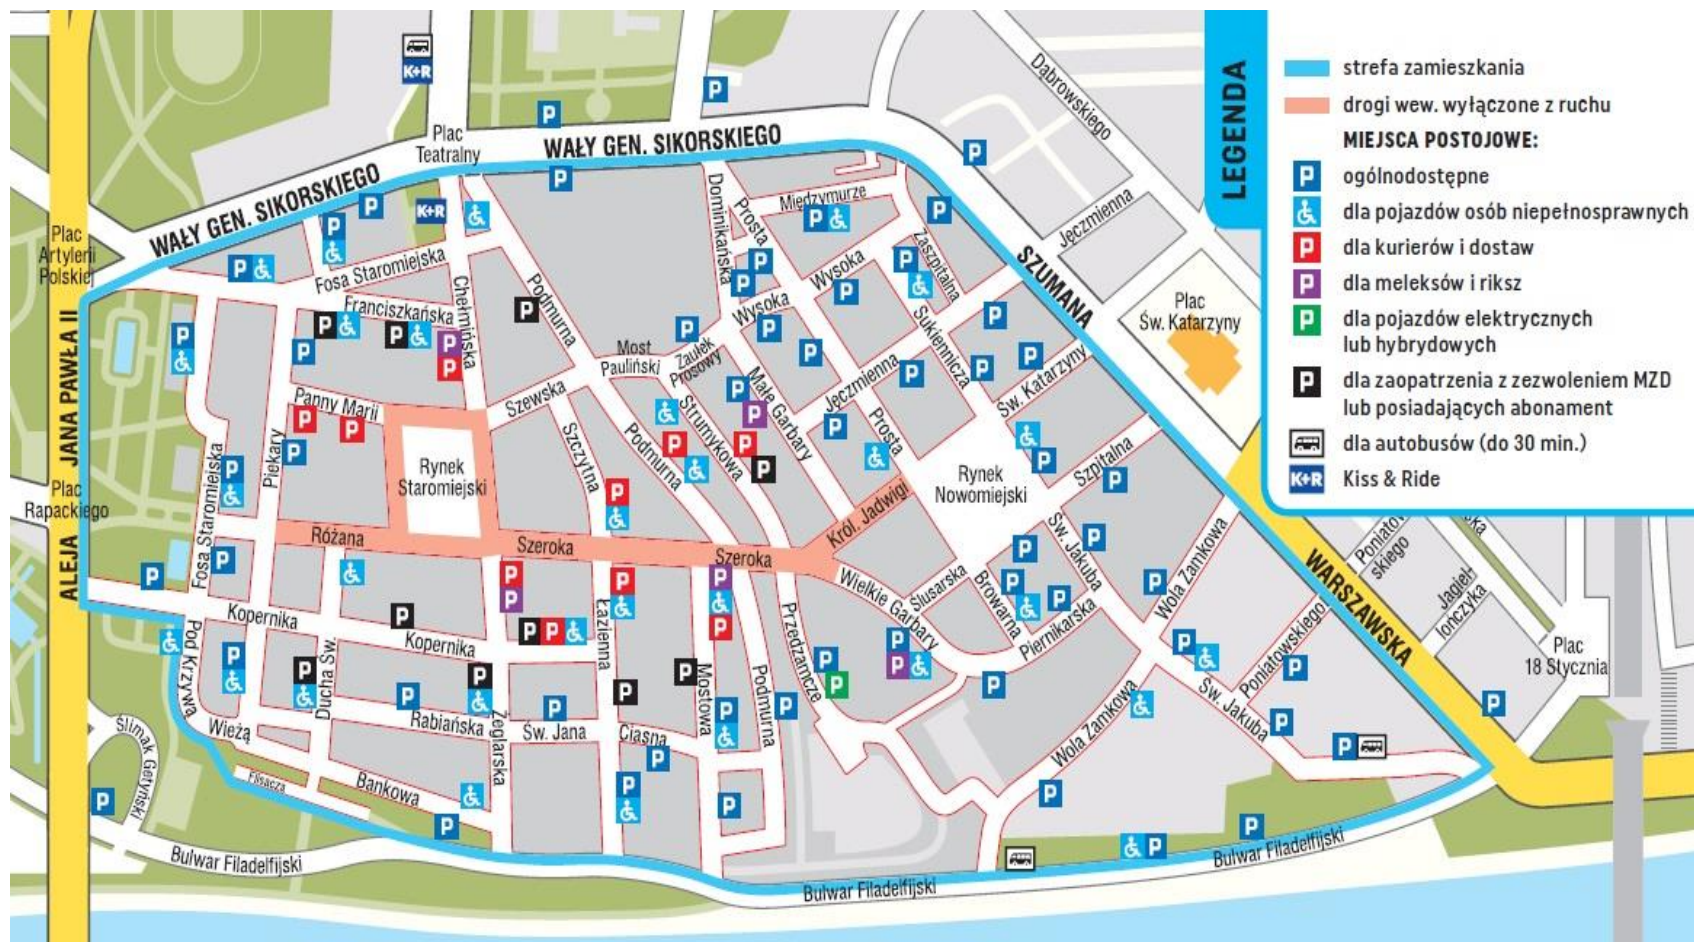 LEGENDA
strefa zamieszkania
drogi wew. wyłączone z ruchu
MIEJSCA POSTOJOWE:
P ogólnodostępne
dla pojazdów osób niepełnosprawnych
P dla kurierów i dostaw
P dla meleksów i riksz
P dla pojazdów elektrycznych
lub hybrydowych
P dla zaopatrzenia z zezwoleniem MZD
lub posiadających abonament
dla autobusów (do 30 min.)
K+R Kiss & Ride
K+R
Dąbrowskiego
Plac
Teatralny
WAŁY GEN. SIKORSKIEGO
WAŁY GEN. SIKORSKIEGO
K+R
Plac
Artylerii
Polskiej
Fosa Staromiejska
Franciszkańska
Chełmińska
Podmurna
Dominikańska
Prosta
Międzymurze
Wysoka
Wysoka
Zaszpitalna
Jęczmienna
SZUMANA
Plac
Św. Katarzyny
Most
Pauliński
Zaułek
Prosowy
Małe Garbary
Jęczmienna
Sukiennicza
Św. Katarzyny
ALEJA JANA PAWŁA II
Panny Marii
Szewska
Szczytna
Podmurna
Strumykowa
Prosta
Rynek
Staromiejski
Rynek
Nowomiejski
Szpitalna
Piekary
Fosa Staromiejska
Plac
Rapackiego
Różana
Szeroka
Szeroka
Król. Jadwigi
Wielkie Garbary
Ślusarska
Browarna
Św. Jakuba
Piernikarska
Wola Zamkowa
WARSZAWSKA
Poniatow-
skiego
Jagiel-
lończyka
ska
Plac
18 Stycznia
Poniatowskiego
Kopernika
Kopernika
Pod Krzywą
Wieżą
Ducha Św.
Rabiańska
Żeglarska
Św. Jana
Łazienna
Ciasna
Mostowa
Podmurna
Przedzamcze
Wola Zamkowa
Św. Jakuba
Ślimak Getyński
Flisacza
Bankowa
Bulwar Filadelfijski
Bulwar Filadelfijski
Bulwar Filadelfijski